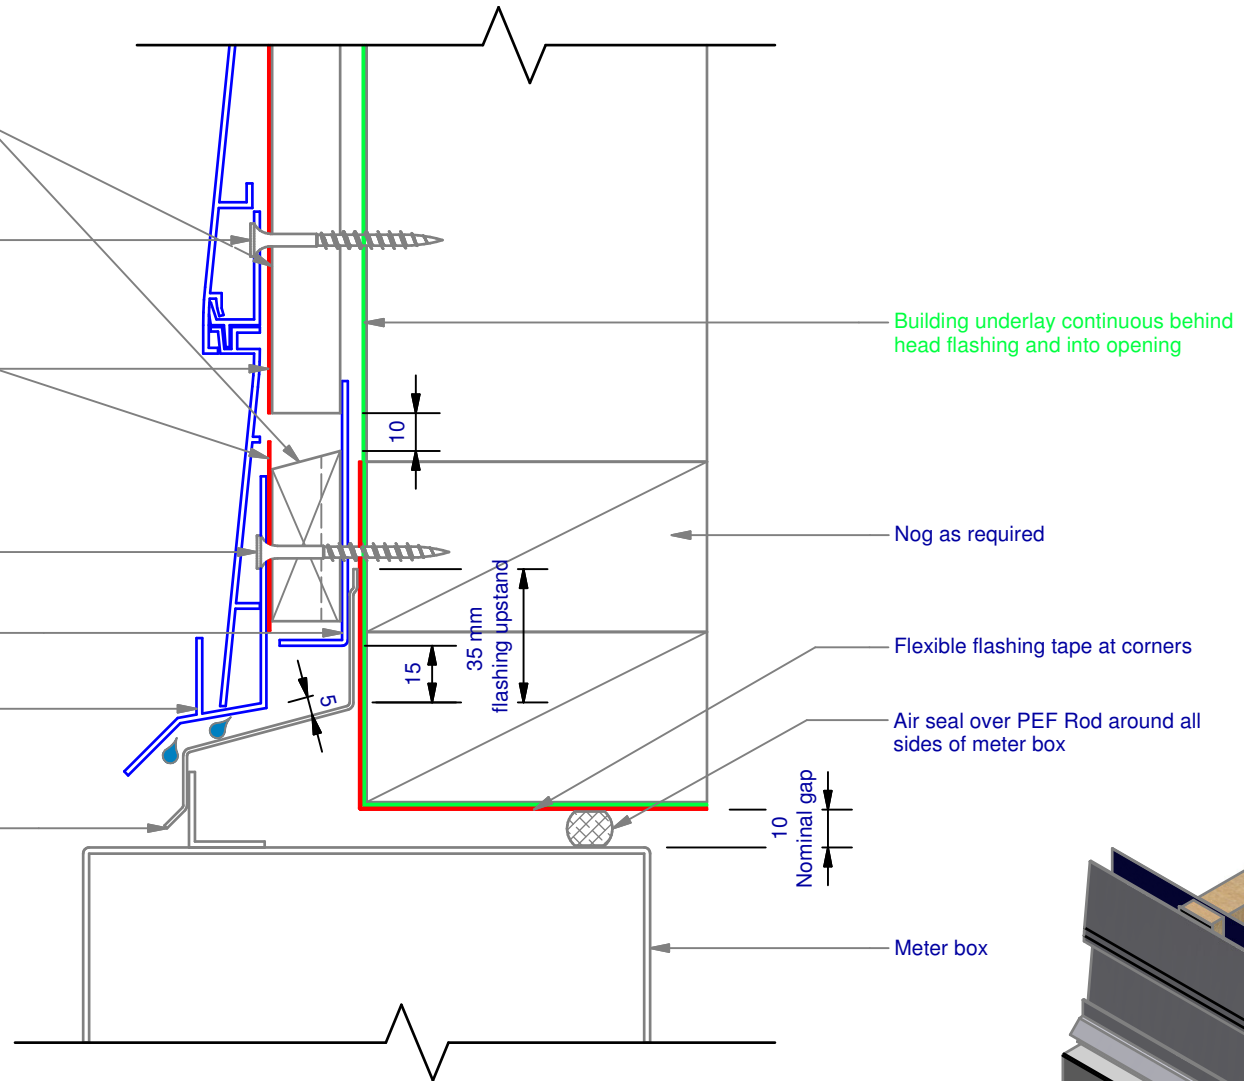 Building underlay continuous behind
head flashing and into opening
10
Nog as required
35 mm
flashing upstand
15
5
Flexible flashing tape at corners
Air seal over PEF Rod around all
sides of meter box
10
Nominal gap
Meter box